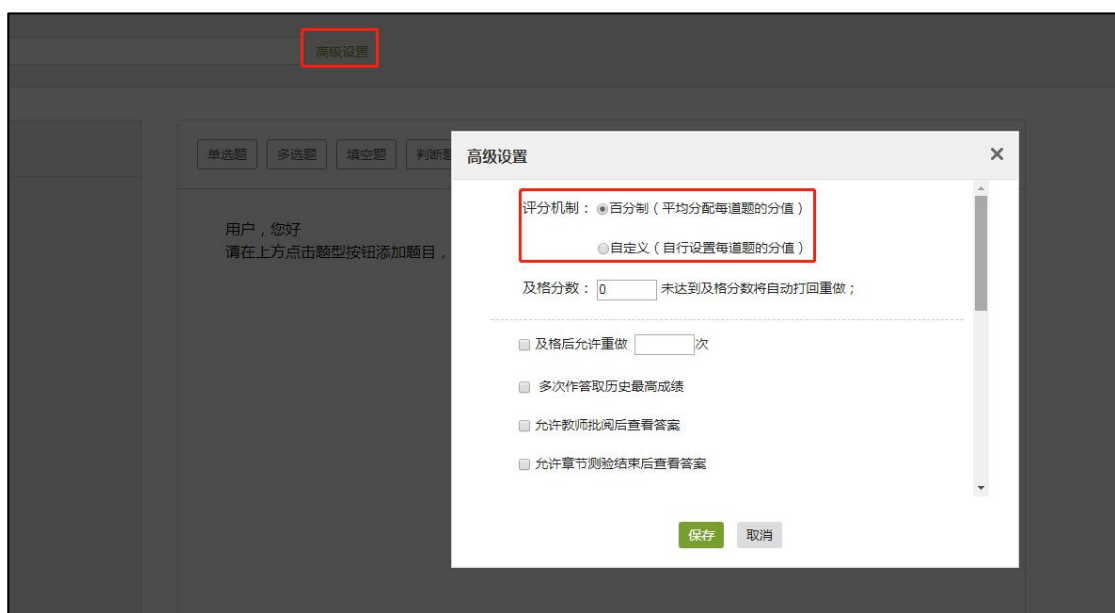 高级设置
单选题 多选题 填空题 判断题
用户，您好
请在上方点击题型按钮添加题目，
高级设置
评分机制：百分制（平均分配每道题的分值）
自定义（自行设置每道题的分值）
及格分数：0 未达到及格分数将自动打回重做；
及格后允许重做 次
多次作答取历史最高成绩
允许教师批阅后查看答案
允许章节测验结束后查看答案
保存 取消